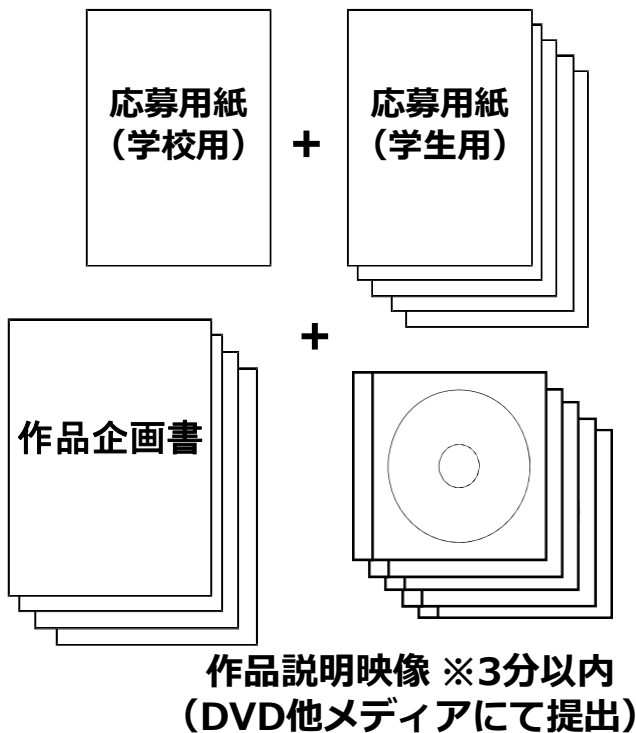 応募用紙
（学校用）
+
応募用紙
（学生用）
+
作品企画書
作品説明映像 ※3分以内
（DVD他メディアにて提出）